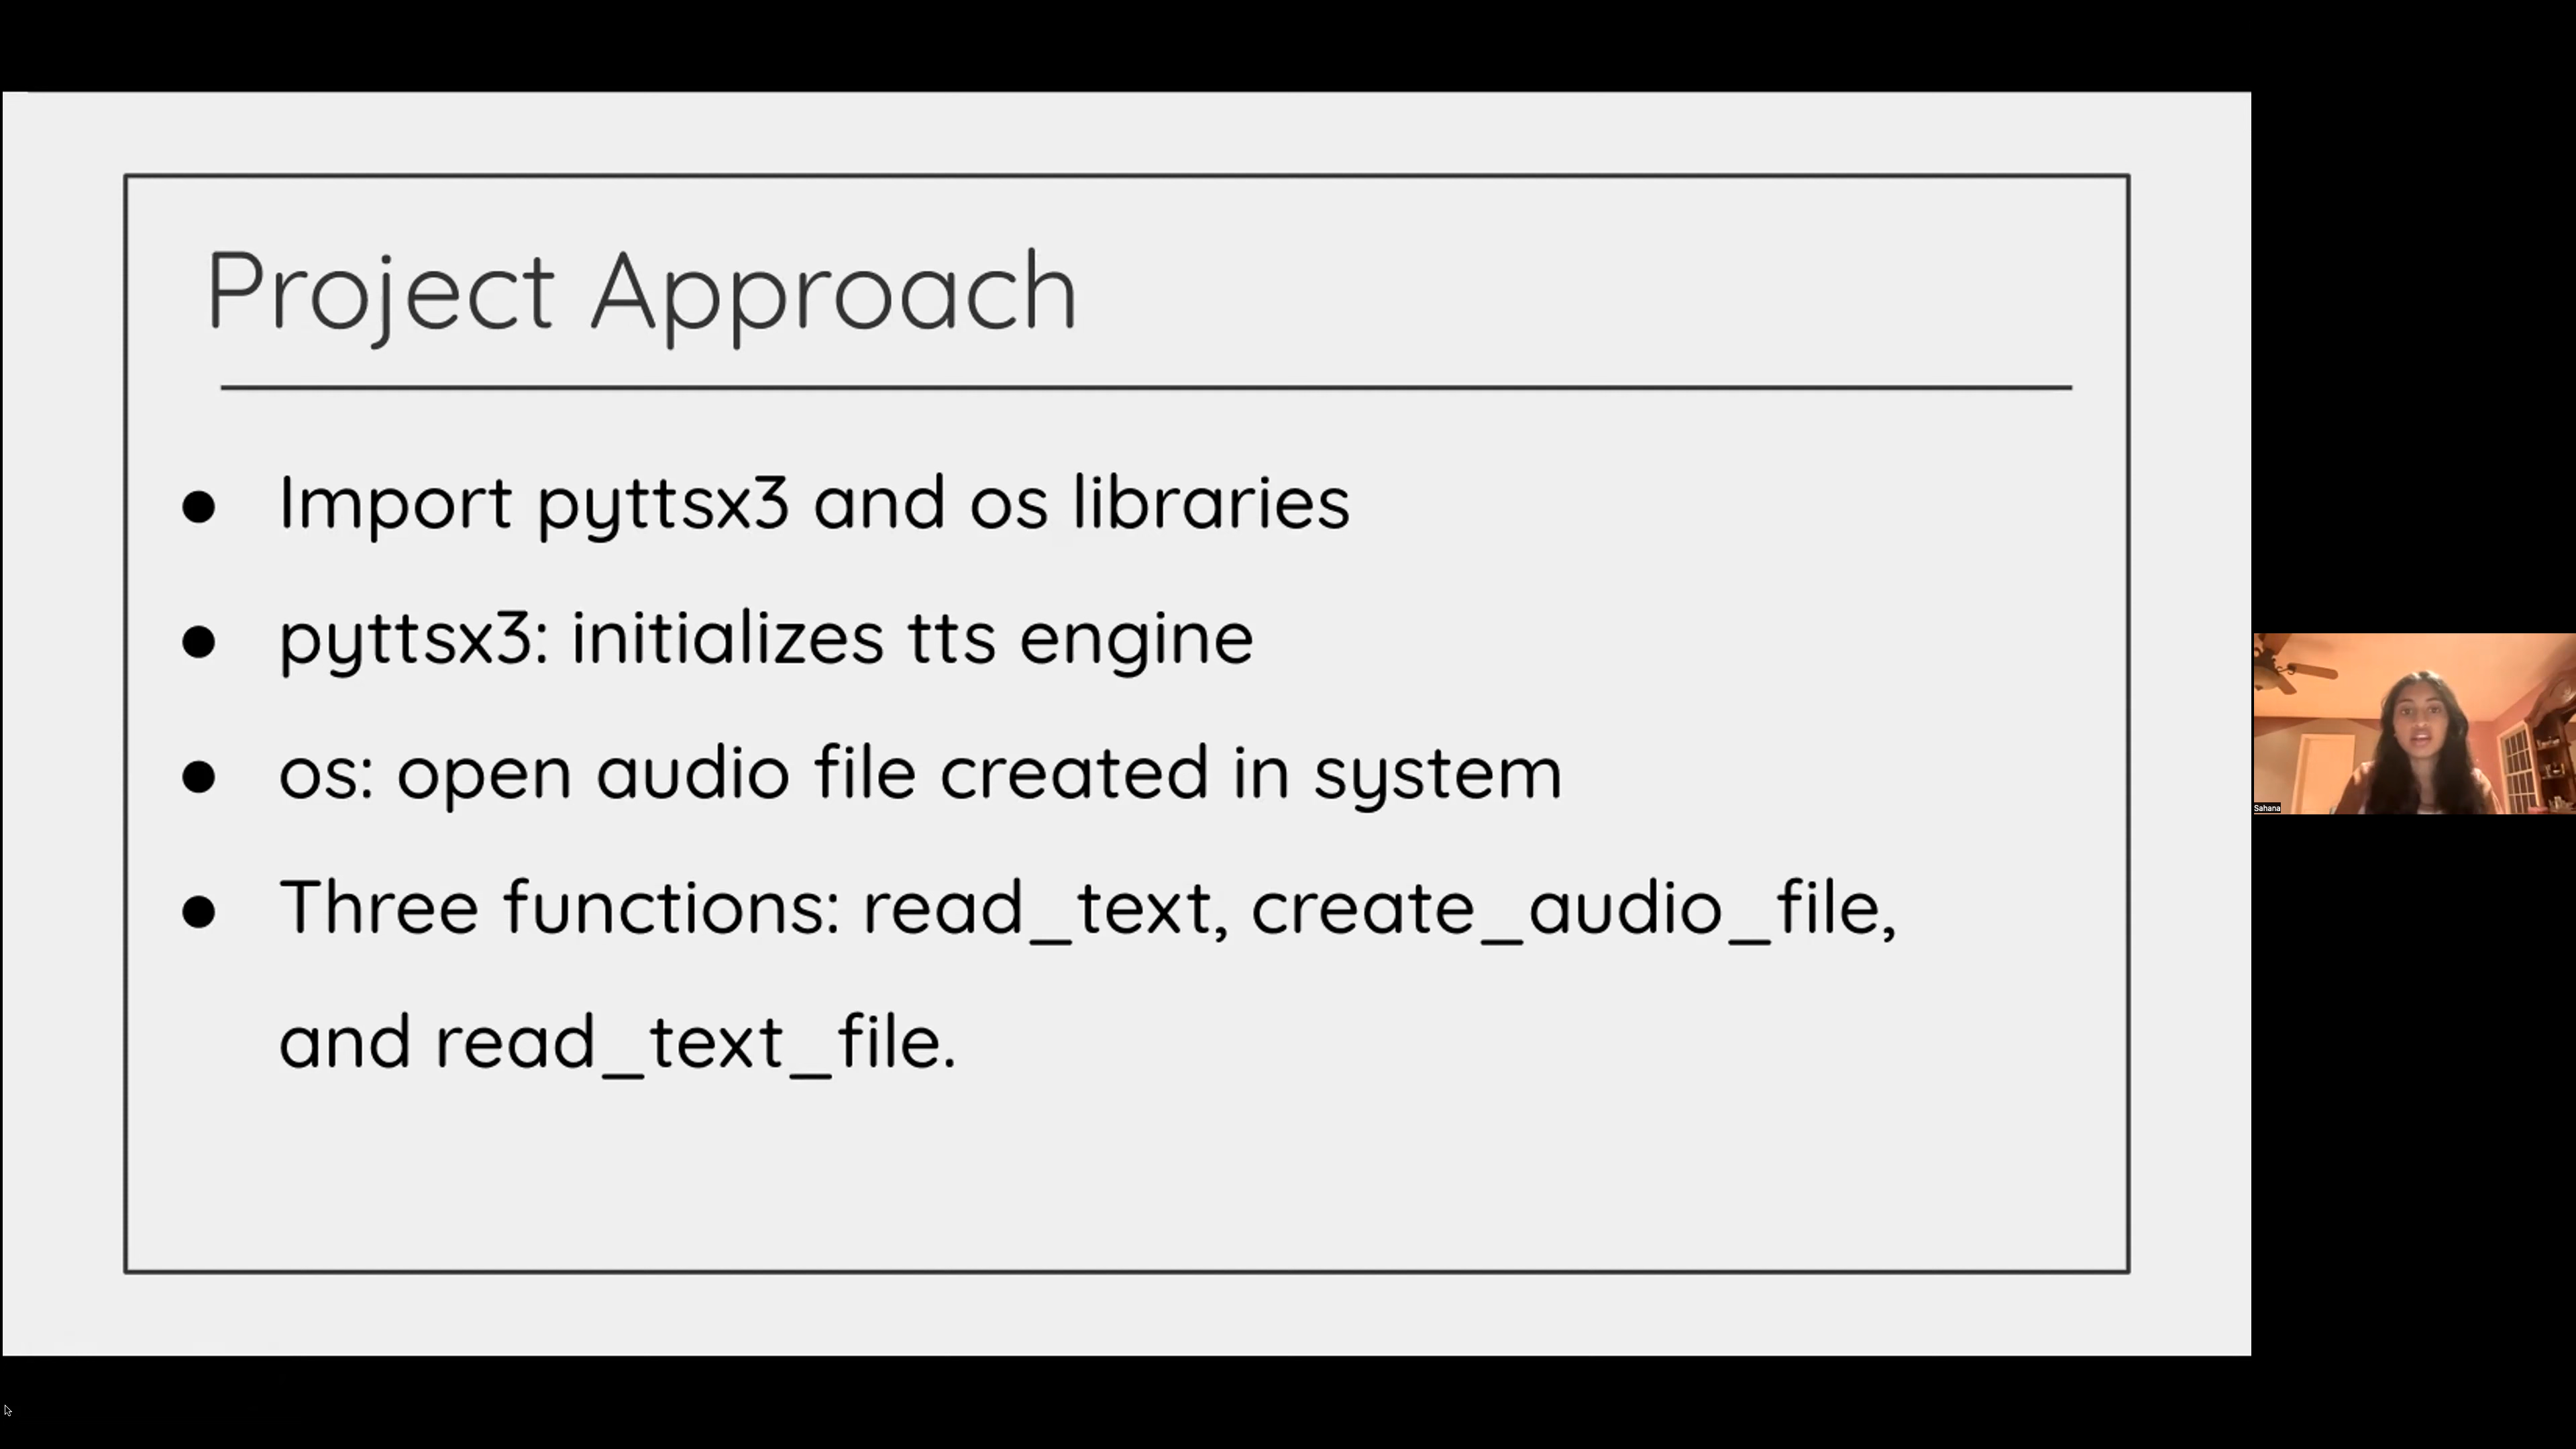 Project Approach
Import pyttsx3 and os libraries
pyttsx3: initializes tts engine
os: open audio file created in system
Three functions: read_text, create_audio_file,
and read_text_file.
Sahana